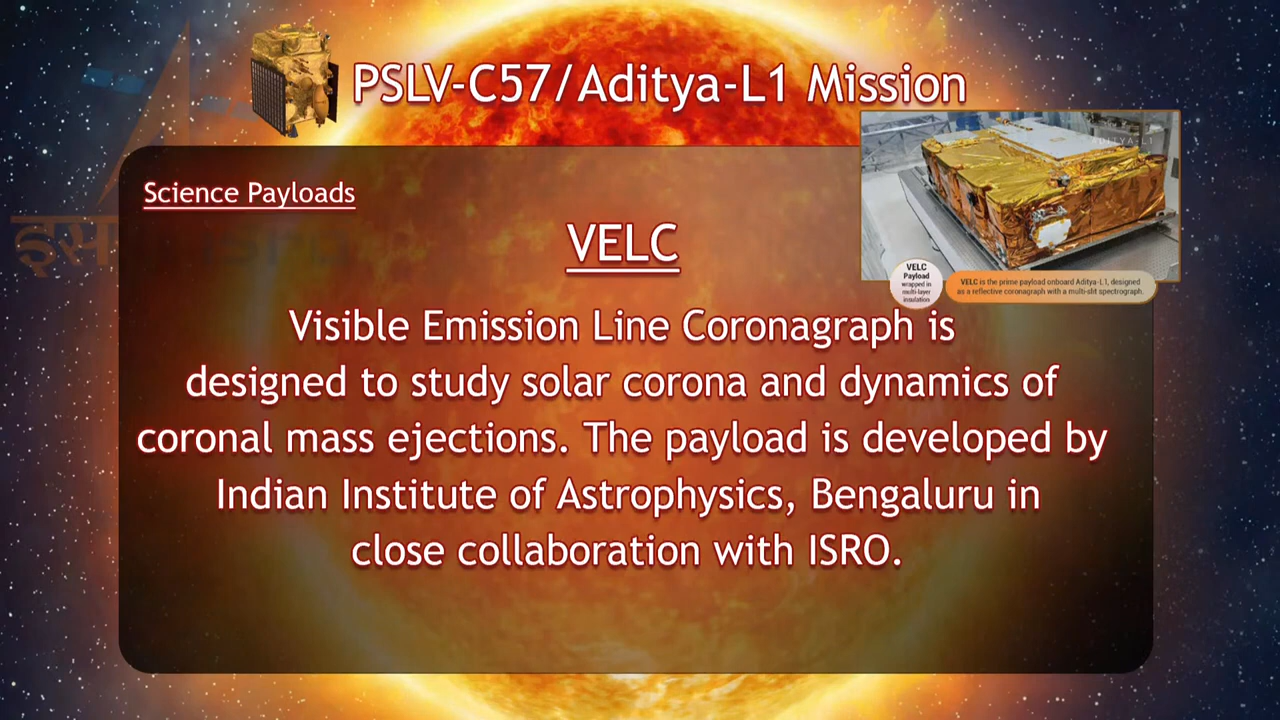 PSLV-C57/Aditya-L1 Mission
ADITYA-L1
Science Payloads
VELC
VELC
Payload
wrapped in
multi-layer
insulation
VELC is the prime payload onboard Aditya-L1, designed
as a reflective coronagraph with a multi-slit spectrograph.
Visible Emission Line Coronagraph is
designed to study solar corona and dynamics of
coronal mass ejections. The payload is developed by
Indian Institute of Astrophysics, Bengaluru in
close collaboration with ISRO.